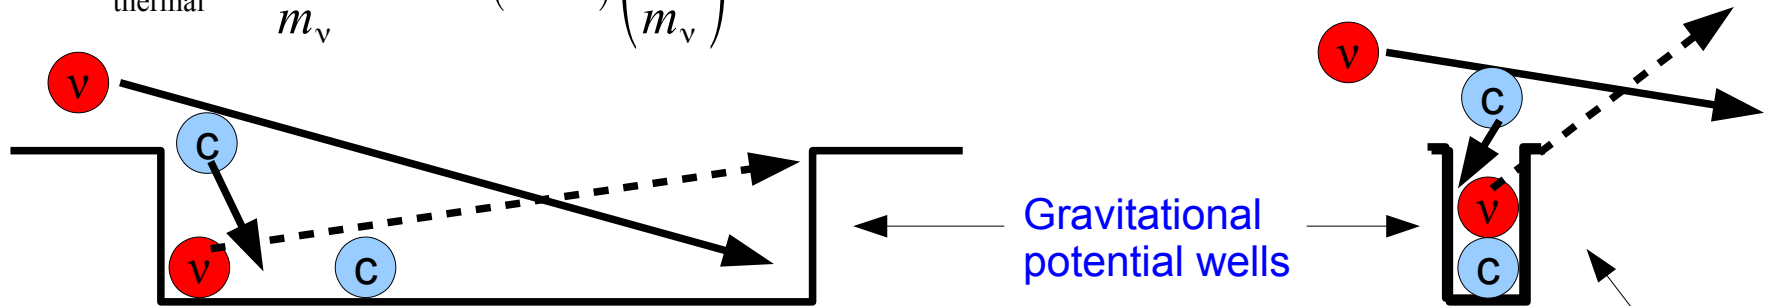 thermal
m_ν ( ) ( m_ν )
ν
ν
c
c
Gravitational
potential wells
ν
c
ν
c